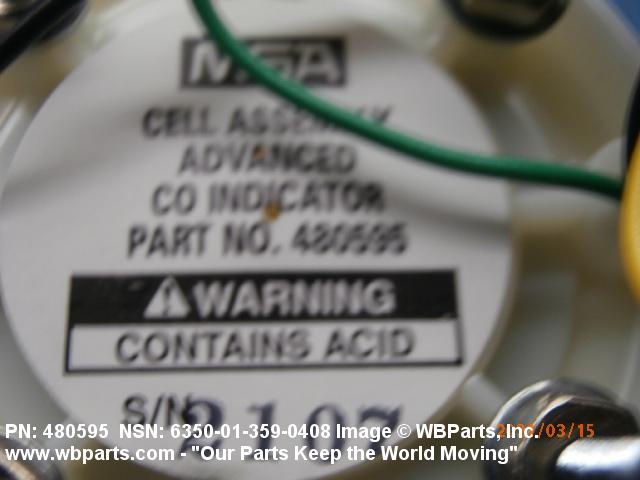 MSA
CELL ASSEMBLY
ADVANCED
CO INDICATOR
PART NO. 480595
WARNING
CONTAINS ACID
S/N 2107
PN: 480595 NSN: 6350-01-359-0408 Image © WBParts, Inc.
www.wbparts.com - "Our Parts Keep the World Moving"